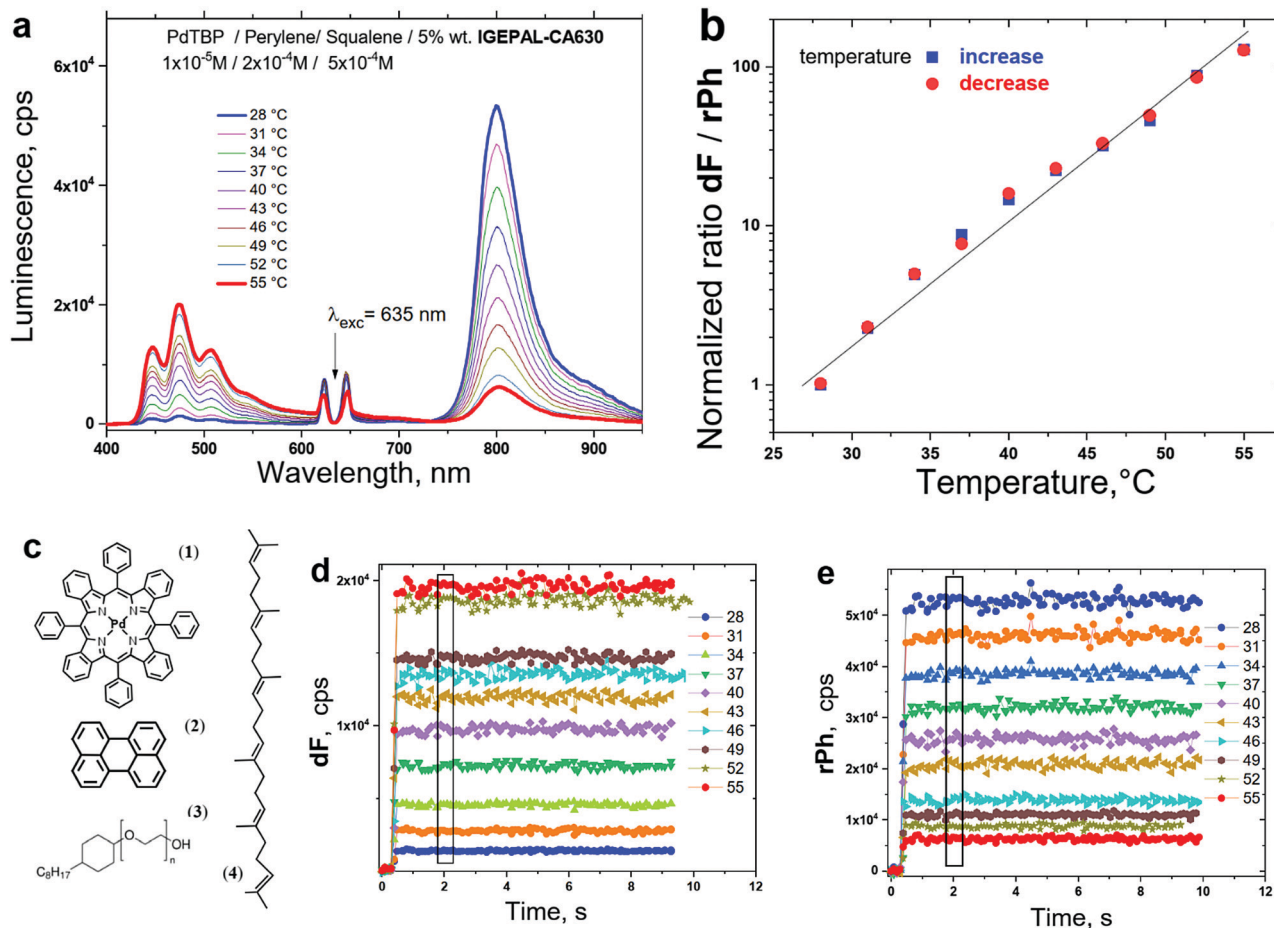 a
PdTBP / Perylene/ Squalene / 5% wt. IGEPAL-CA630
1x10⁻⁵M / 2x10⁻⁴M / 5x10⁻⁴M
Luminescence, cps
6x10⁴
4x10⁴
2x10⁴
0
28 °C
31 °C
34 °C
37 °C
40 °C
43 °C
46 °C
49 °C
52 °C
55 °C
λexc= 635 nm
400 500 600 700 800 900
Wavelength, nm
b
temperature
increase
decrease
Normalized ratio dF / rPh
100
10
1
25 30 35 40 45 50 55
Temperature,°C
c
(1)
N N N N
Pd
(2)
(3)
O
OH
n
C₈H₁₇
(4)
d
dF, cps
2x10⁴
1x10⁴
28
31
34
37
40
43
46
49
52
55
0 2 4 6 8 10 12
Time, s
e
rPh, cps
5x10⁴
4x10⁴
3x10⁴
2x10⁴
1x10⁴
0
28
31
34
37
40
43
46
49
52
55
0 2 4 6 8 10 12
Time, s